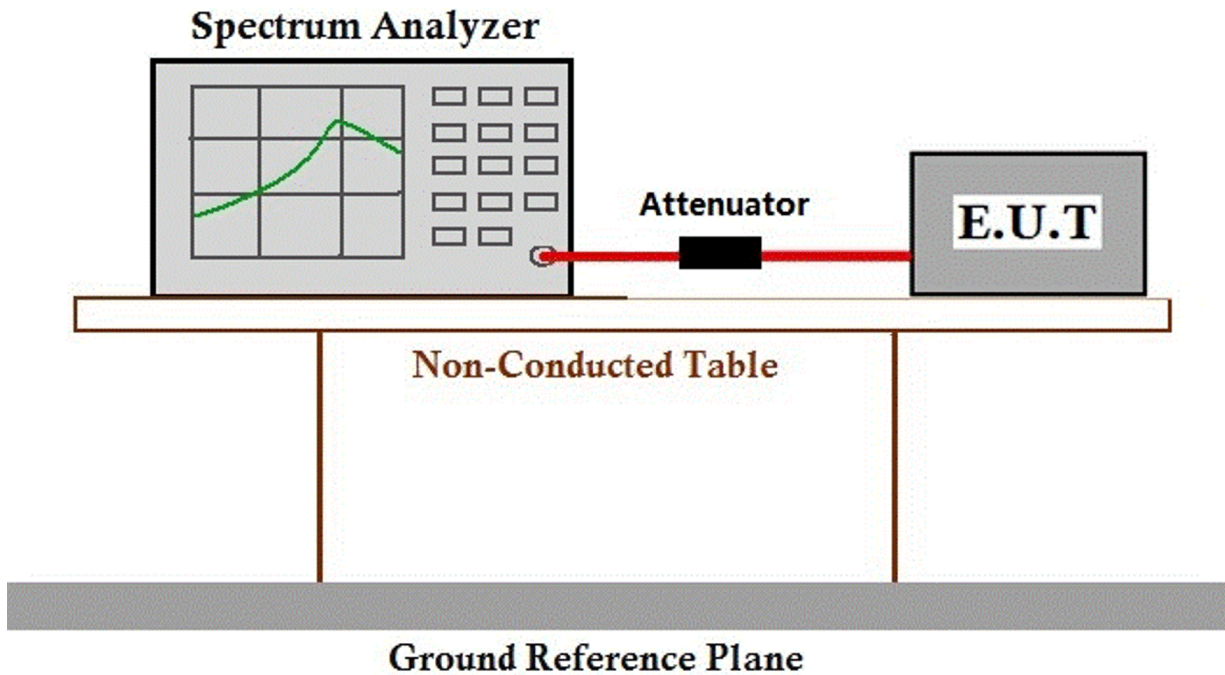 Spectrum Analyzer
Attenuator
E.U.T
Non-Conducted Table
Ground Reference Plane